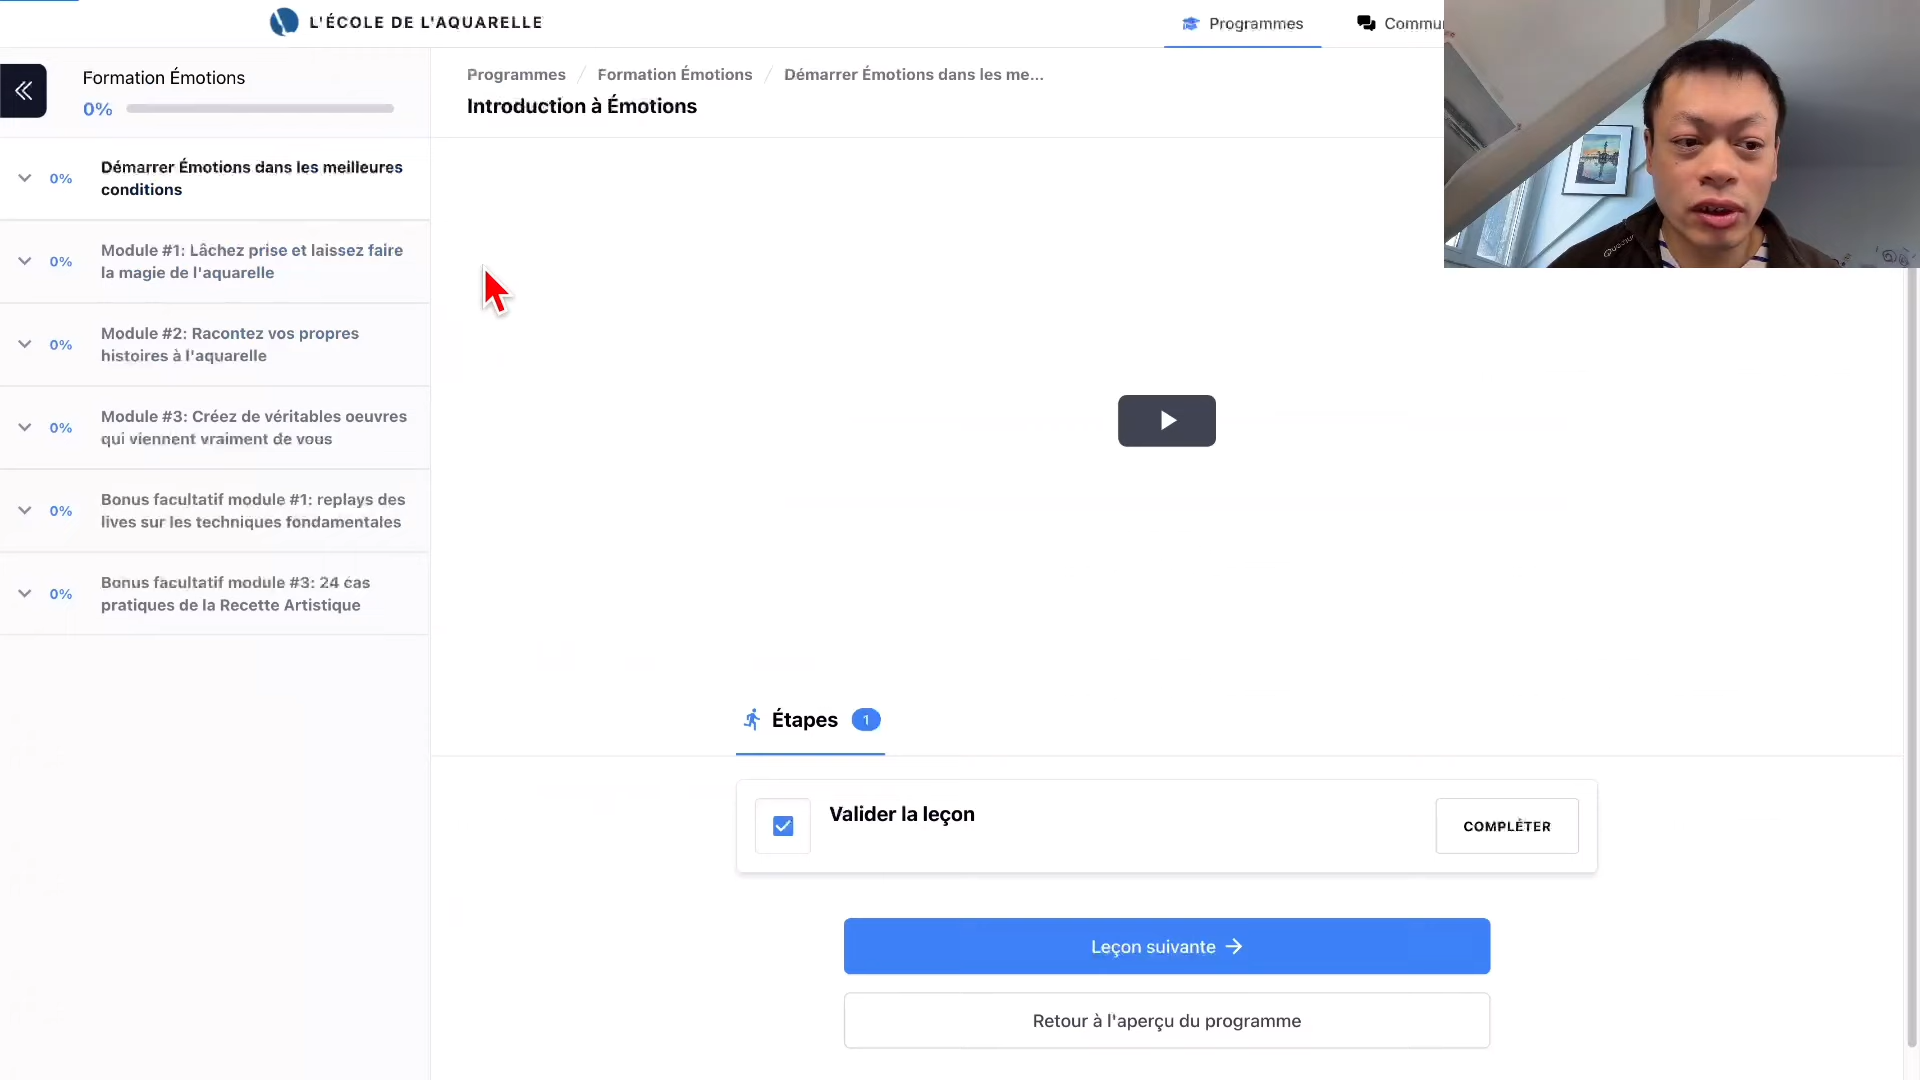 L'ÉCOLE DE L'AQUARELLE
Programmes
Formation Émotions
0%
Programmes / Formation Émotions / Démarrer Émotions dans les me...
Introduction à Émotions
0%
Démarrer Émotions dans les meilleures
conditions
0%
Module #1: Lâchez prise et laissez faire
la magie de l'aquarelle
0%
Module #2: Racontez vos propres
histoires à l'aquarelle
0%
Module #3: Créez de véritables oeuvres
qui viennent vraiment de vous
0%
Bonus facultatif module #1: replays des
lives sur les techniques fondamentales
0%
Bonus facultatif module #3: 24 cas
pratiques de la Recette Artistique
Étapes 1
Valider la leçon
COMPLÉTER
Leçon suivante →
Retour à l'aperçu du programme